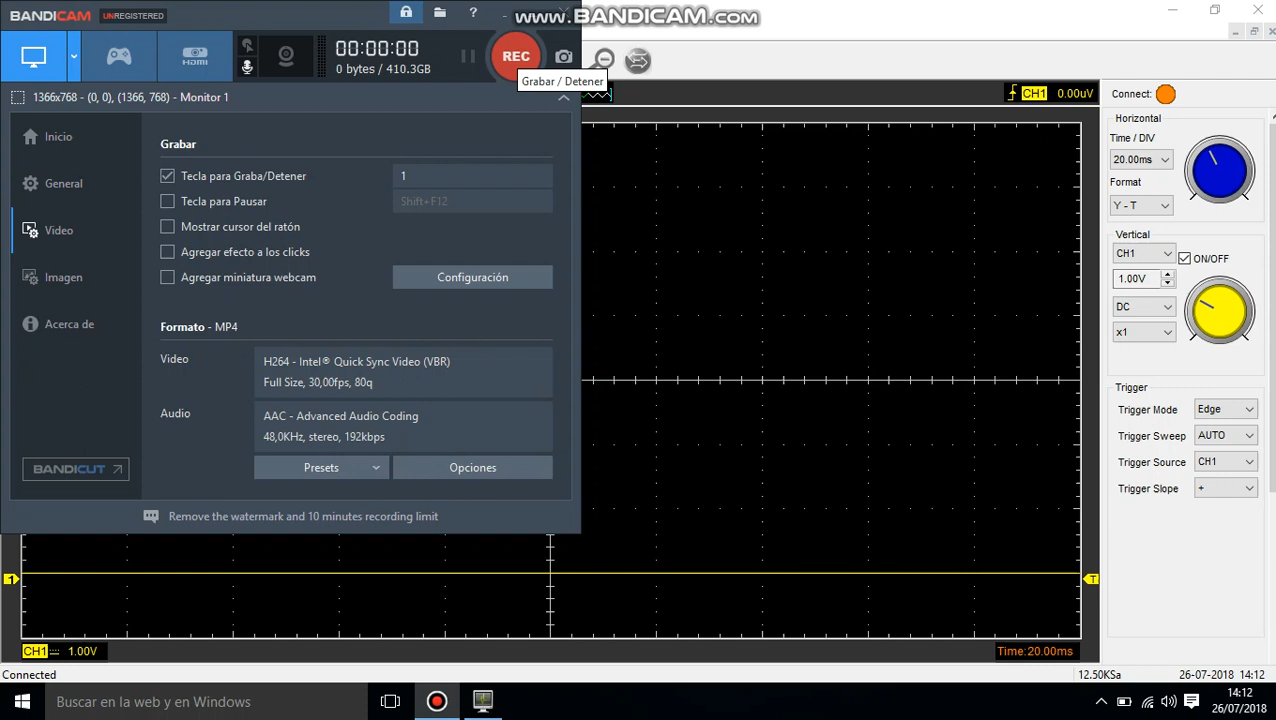 BANDICAM UNREGISTERED
www.BANDICAM.com
00:00:00
0 bytes / 410.3GB
HDMI
REC
Grabar / Detener
1366x768 - (0, 0), (1366, 768) - Monitor 1
Inicio
General
Video
Imagen
Acerca de
BANDICUT
Grabar
Tecla para Graba/Detener 1
Tecla para Pausar Shift+F12
Mostrar cursor del ratón
Agregar efecto a los clicks
Agregar miniatura webcam Configuración
Formato - MP4
Video
H264 - Intel® Quick Sync Video (VBR)
Full Size, 30,00fps, 80q
Audio
AAC - Advanced Audio Coding
48,0KHz, stereo, 192kbps
Presets Opciones
Remove the watermark and 10 minutes recording limit
CH1 0.00uV
Connect:
Horizontal
Time / DIV
20.00ms
Format
Y - T
Vertical
CH1 ON/OFF
1.00V
DC
x1
Trigger
Trigger Mode Edge
Trigger Sweep AUTO
Trigger Source CH1
Trigger Slope +
1
T
CH1 1.00V
Time:20.00ms
Connected
12.50KSa 26-07-2018 14:12
Buscar en la web y en Windows
14:12
26/07/2018